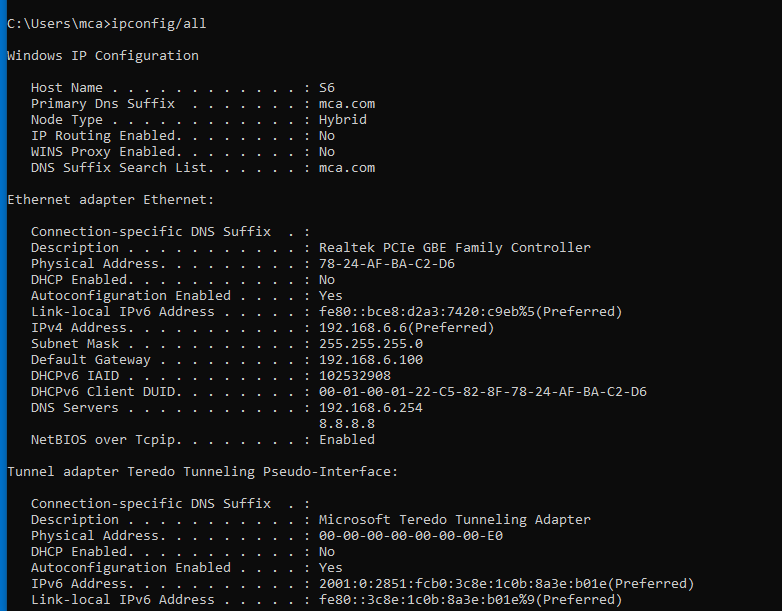 C:\Users\mca>ipconfig/all
Windows IP Configuration
Host Name . . . . . . . . . . . . : S6
Primary Dns Suffix  . . . . . . . : mca.com
Node Type . . . . . . . . . . . . : Hybrid
IP Routing Enabled. . . . . . . . : No
WINS Proxy Enabled. . . . . . . . : No
DNS Suffix Search List. . . . . . : mca.com
Ethernet adapter Ethernet:
Connection-specific DNS Suffix  . :
Description . . . . . . . . . . . : Realtek PCIe GBE Family Controller
Physical Address. . . . . . . . . : 78-24-AF-BA-C2-D6
DHCP Enabled. . . . . . . . . . . : No
Autoconfiguration Enabled . . . . : Yes
Link-local IPv6 Address . . . . . : fe80::bce8:d2a3:7420:c9eb%5(Preferred)
IPv4 Address. . . . . . . . . . . : 192.168.6.6(Preferred)
Subnet Mask . . . . . . . . . . . : 255.255.255.0
Default Gateway . . . . . . . . . : 192.168.6.100
DHCPv6 IAID . . . . . . . . . . . : 102532908
DHCPv6 Client DUID. . . . . . . . : 00-01-00-01-22-C5-82-8F-78-24-AF-BA-C2-D6
DNS Servers . . . . . . . . . . . : 192.168.6.254
8.8.8.8
NetBIOS over Tcpip. . . . . . . . : Enabled
Tunnel adapter Teredo Tunneling Pseudo-Interface:
Connection-specific DNS Suffix  . :
Description . . . . . . . . . . . : Microsoft Teredo Tunneling Adapter
Physical Address. . . . . . . . . : 00-00-00-00-00-00-00-E0
DHCP Enabled. . . . . . . . . . . : No
Autoconfiguration Enabled . . . . : Yes
IPv6 Address. . . . . . . . . . . : 2001:0:2851:fcb0:3c8e:1c0b:8a3e:b01e(Preferred)
Link-local IPv6 Address . . . . . : fe80::3c8e:1c0b:8a3e:b01e%9(Preferred)